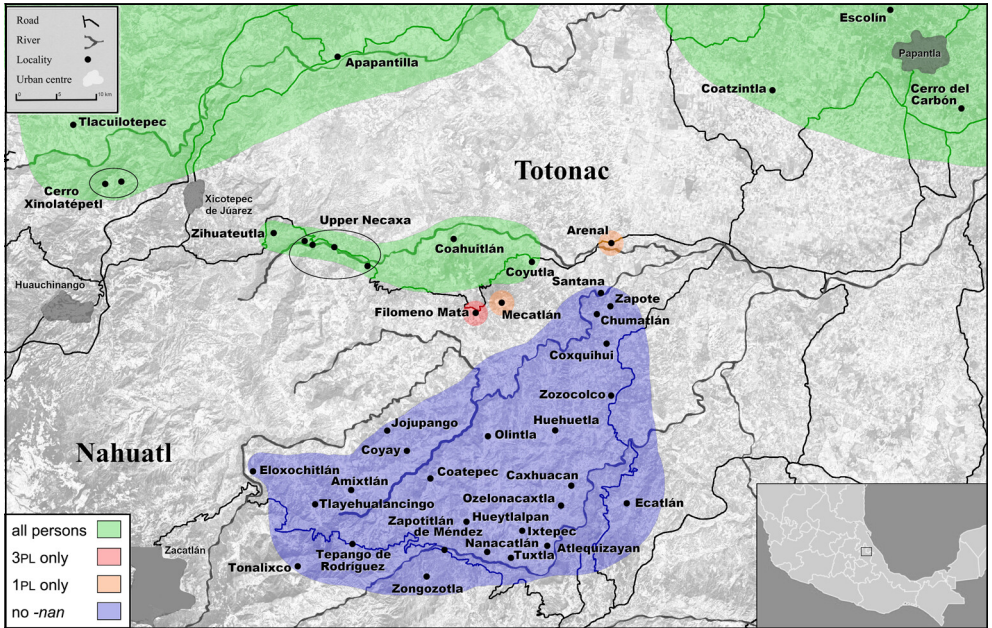 Road
River
Locality
Urban centre
0 5 10 km
Escolín
Papantla
Apapantilla
Coatzintla
Cerro del
Carbón
Tlacuilotepec
Totonac
Cerro
Xinolatépetl
Xicotepec
de Júarez
Upper Necaxa
Zihuateutla
Coahuitlán
Arenal
Coyutla
Santana
Huauchinango
Zapote
Filomeno Mata
Mecatlán
Chumatlán
Coxquihui
Zozocolco
Jojupango
Huehuetla
Olintla
Nahuatl
Coyay
Eloxochitlán
Coatepec
Caxhuacan
Amixtlán
Ozelonacaxtla
Ecatlán
Tlayehualancingo
Zapotitlán
de Méndez
Hueytlalpan
Ixtepec
Nanacatlán
Atlequizayan
Tuxtla
Zacatlán
Tepango de
Rodríguez
Tonalixco
Zongozotla
all persons
3PL only
1PL only
no -nan